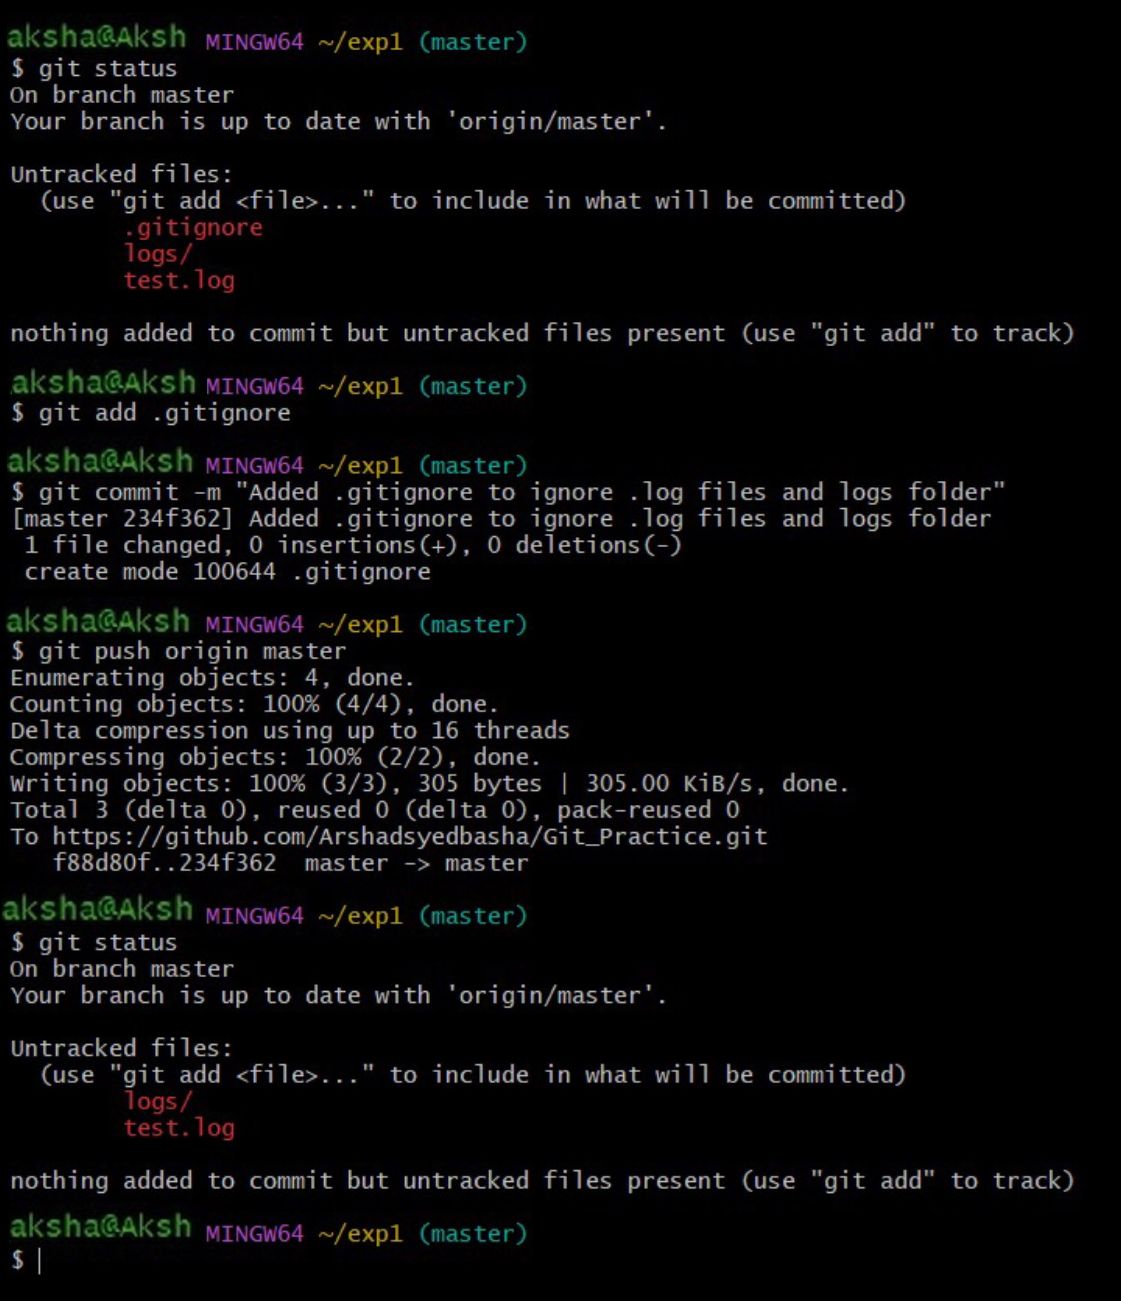 aksha@Aksh MINGW64 ~/exp1 (master)
$ git status
On branch master
Your branch is up to date with 'origin/master'.
Untracked files:
(use "git add <file>..." to include in what will be committed)
.gitignore
logs/
test.log
nothing added to commit but untracked files present (use "git add" to track)
aksha@Aksh MINGW64 ~/exp1 (master)
$ git add .gitignore
aksha@Aksh MINGW64 ~/exp1 (master)
$ git commit -m "Added .gitignore to ignore .log files and logs folder"
[master 234f362] Added .gitignore to ignore .log files and logs folder
1 file changed, 0 insertions(+), 0 deletions(-)
create mode 100644 .gitignore
aksha@Aksh MINGW64 ~/exp1 (master)
$ git push origin master
Enumerating objects: 4, done.
Counting objects: 100% (4/4), done.
Delta compression using up to 16 threads
Compressing objects: 100% (2/2), done.
Writing objects: 100% (3/3), 305 bytes | 305.00 KiB/s, done.
Total 3 (delta 0), reused 0 (delta 0), pack-reused 0
To https://github.com/Arshadsyedbasha/Git_Practice.git
f88d80f..234f362 master -> master
aksha@Aksh MINGW64 ~/exp1 (master)
$ git status
On branch master
Your branch is up to date with 'origin/master'.
Untracked files:
(use "git add <file>..." to include in what will be committed)
logs/
test.log
nothing added to commit but untracked files present (use "git add" to track)
aksha@Aksh MINGW64 ~/exp1 (master)
$